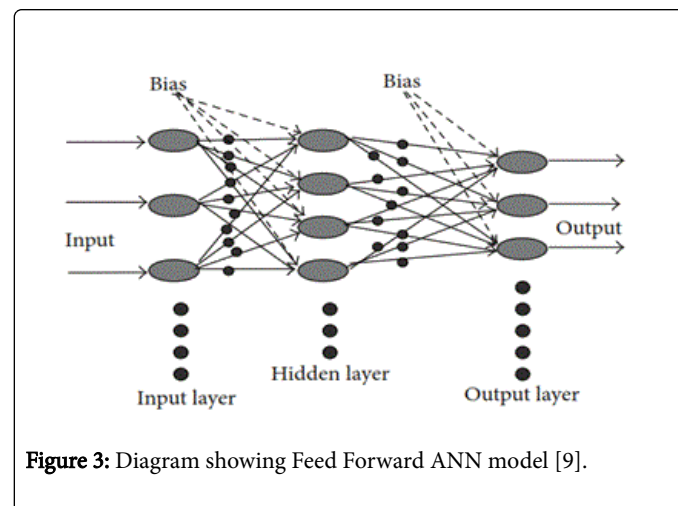 Bias
Bias
Input
Output
Hidden layer
Input layer
Output layer
Figure 3: Diagram showing Feed Forward ANN model [9].